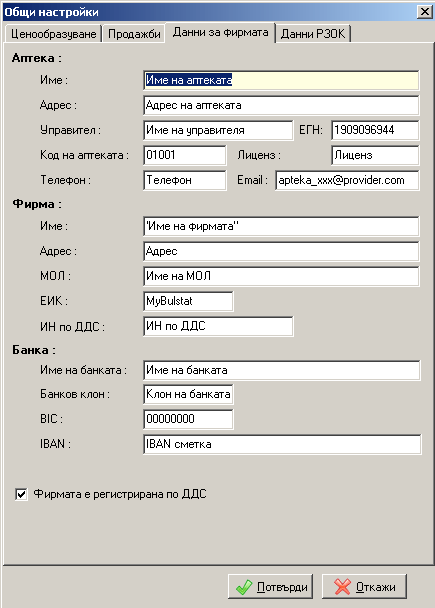 Общи настройки
Ценообразуване Продажби Данни за фирмата Данни РЗОК
Аптека :
Име : Име на аптеката
Адрес : Адрес на аптеката
Управител : Име на управителя ЕГН: 1909096944
Код на аптеката : 01001 Лиценз : Лиценз
Телефон : Телефон Email : apteka_xxx@provider.com
Фирма :
Име : 'Име на фирмата"
Адрес : Адрес
МОЛ : Име на МОЛ
ЕИК : MyBulstat
ИН по ДДС : ИН по ДДС
Банка :
Име на банката : Име на банката
Банков клон : Клон на банката
BIC : 00000000
IBAN : IBAN сметка
Фирмата е регистрирана по ДДС
Потвърди Откажи